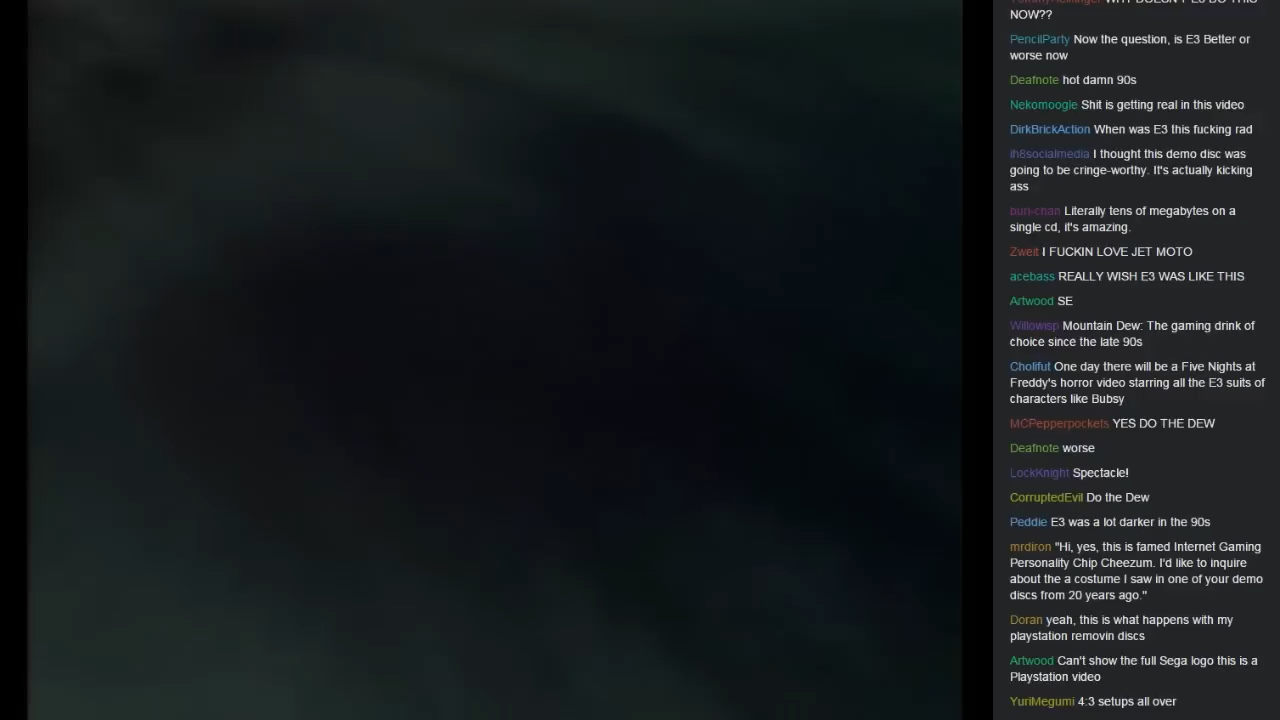 NOW??
PencilParty Now the question, is E3 Better or
worse now
Deafnote hot damn 90s
Nekomoogle Shit is getting real in this video
DirkBrickAction When was E3 this fucking rad
ih8socialmedia I thought this demo disc was
going to be cringe-worthy. It's actually kicking
ass
buri-chan Literally tens of megabytes on a
single cd, it's amazing.
Zweit I FUCKIN LOVE JET MOTO
acebass REALLY WISH E3 WAS LIKE THIS
Artwood SE
Willowisp Mountain Dew: The gaming drink of
choice since the late 90s
Cholifut One day there will be a Five Nights at
Freddy's horror video starring all the E3 suits of
characters like Bubsy
MCPepperpockets YES DO THE DEW
Deafnote worse
LockKnight Spectacle!
CorruptedEvil Do the Dew
Peddie E3 was a lot darker in the 90s
mrdiron "Hi, yes, this is famed Internet Gaming
Personality Chip Cheezum. I'd like to inquire
about the a costume I saw in one of your demo
discs from 20 years ago."
Doran yeah, this is what happens with my
playstation removin discs
Artwood Can't show the full Sega logo this is a
Playstation video
YuriMegumi 4:3 setups all over